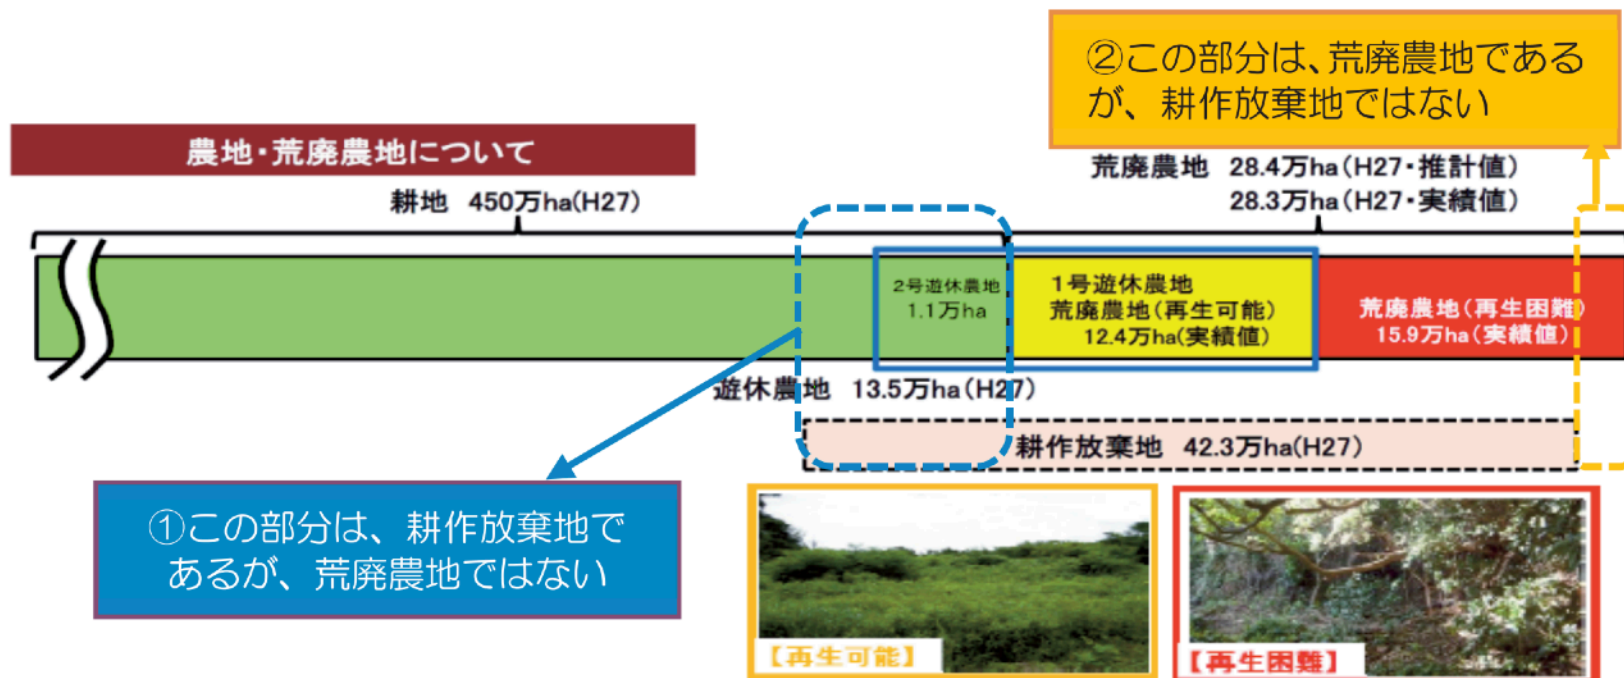 ②この部分は、荒廃農地である
が、耕作放棄地ではない
農地・荒廃農地について
荒廃農地 28.4万ha(H27・推計値)
28.3万ha(H27・実績値)
耕地 450万ha(H27)
2号遊休農地
1.1万ha
1号遊休農地
荒廃農地(再生可能)
12.4万ha(実績値)
荒廃農地(再生困難)
15.9万ha(実績値)
遊休農地 13.5万ha(H27)
耕作放棄地 42.3万ha(H27)
①この部分は、耕作放棄地で
あるが、荒廃農地ではない
【再生可能】
【再生困難】